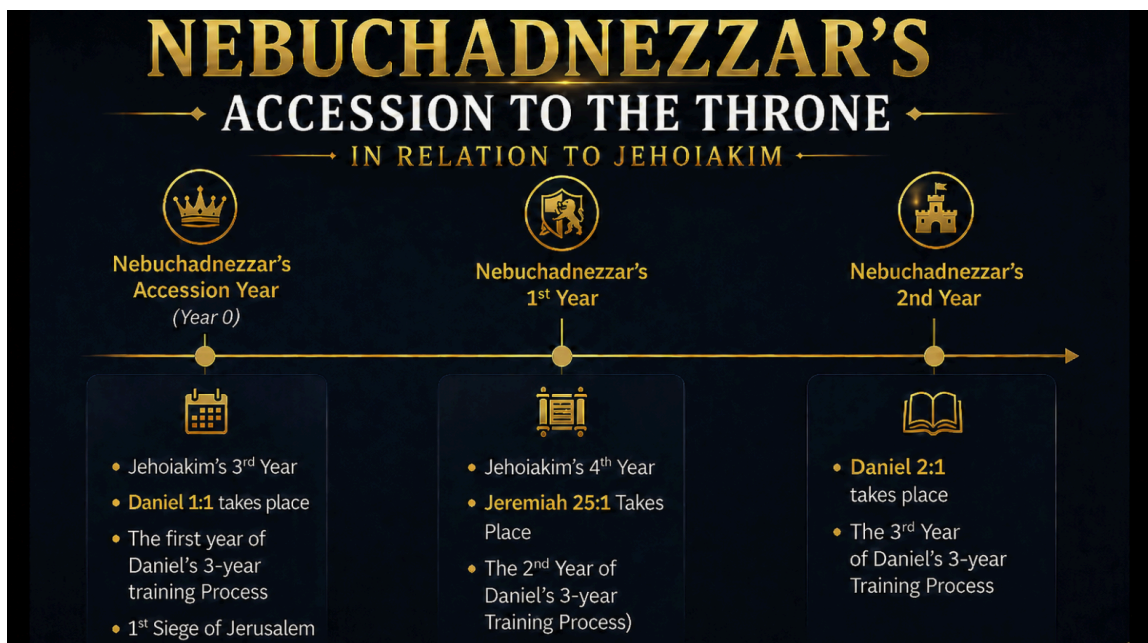 NEBUCHADNEZZAR'S
ACCESSION TO THE THRONE
IN RELATION TO JEHOIAKIM
Nebuchadnezzar's
Accession Year
(Year 0)
• Jehoiakim's 3rd Year
• Daniel 1:1 takes place
• The first year of
Daniel's 3-year
training Process
• 1st Siege of Jerusalem
Nebuchadnezzar's
1st Year
• Jehoiakim's 4th Year
• Jeremiah 25:1 Takes
Place
• The 2nd Year of
Daniel's 3-year
Training Process)
Nebuchadnezzar's
2nd Year
• Daniel 2:1
takes place
• The 3rd Year
of Daniel's 3-year
Training Process